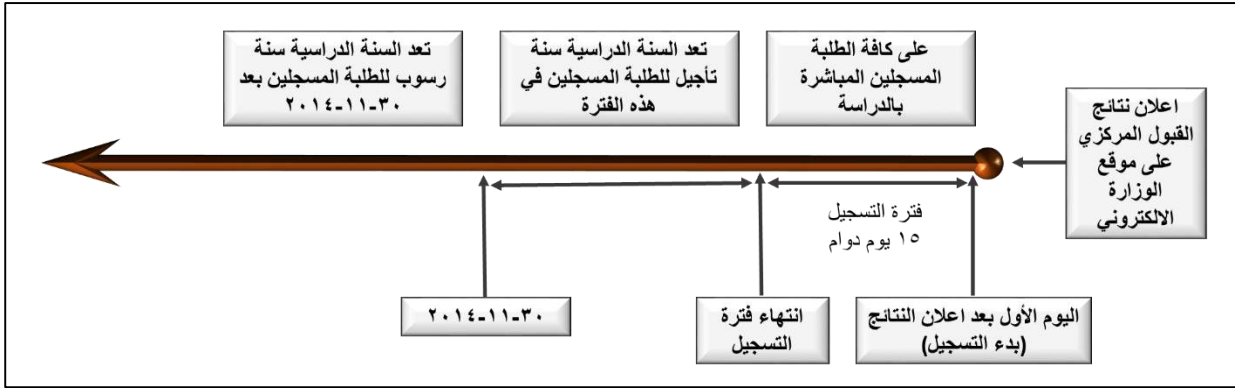 اعلان نتائج
القبول المركزي
على موقع
الوزارة
الالكتروني
على كافة الطلبة
المسجلين المباشرة
بالدراسة
تعد السنة الدراسية سنة
تأجيل للطلبة المسجلين في
هذه الفترة
تعد السنة الدراسية سنة
رسوب للطلبة المسجلين بعد
٣٠-١١-٢٠١٤
فترة التسجيل
١٥ يوم دوام
اليوم الأول بعد اعلان النتائج
(بدء التسجيل)
انتهاء فترة
التسجيل
٣٠-١١-٢٠١٤